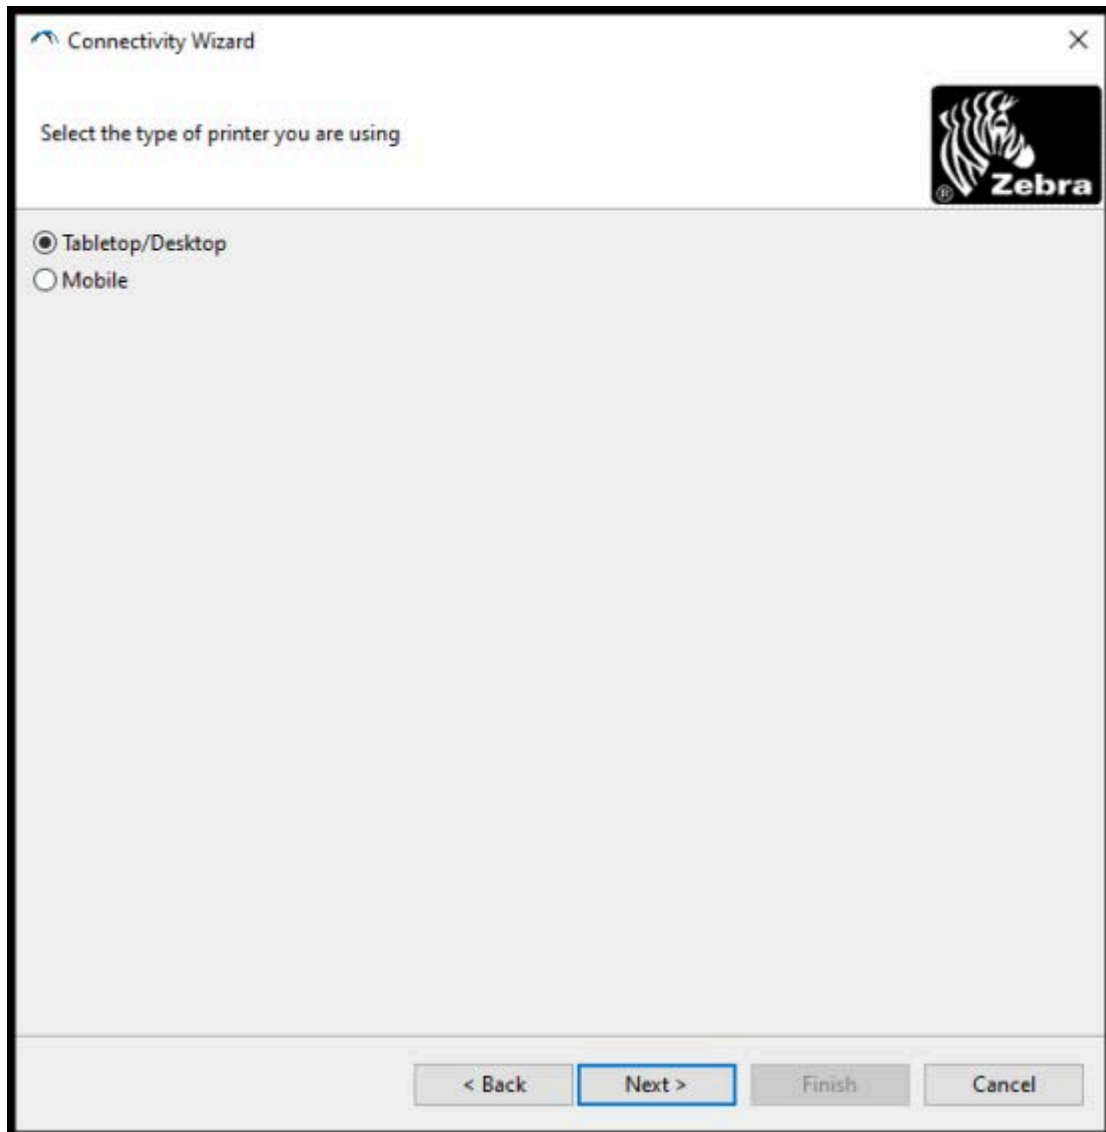 Connectivity Wizard
Select the type of printer you are using
® Zebra
Tabletop/Desktop
Mobile
< Back Next > Finish Cancel